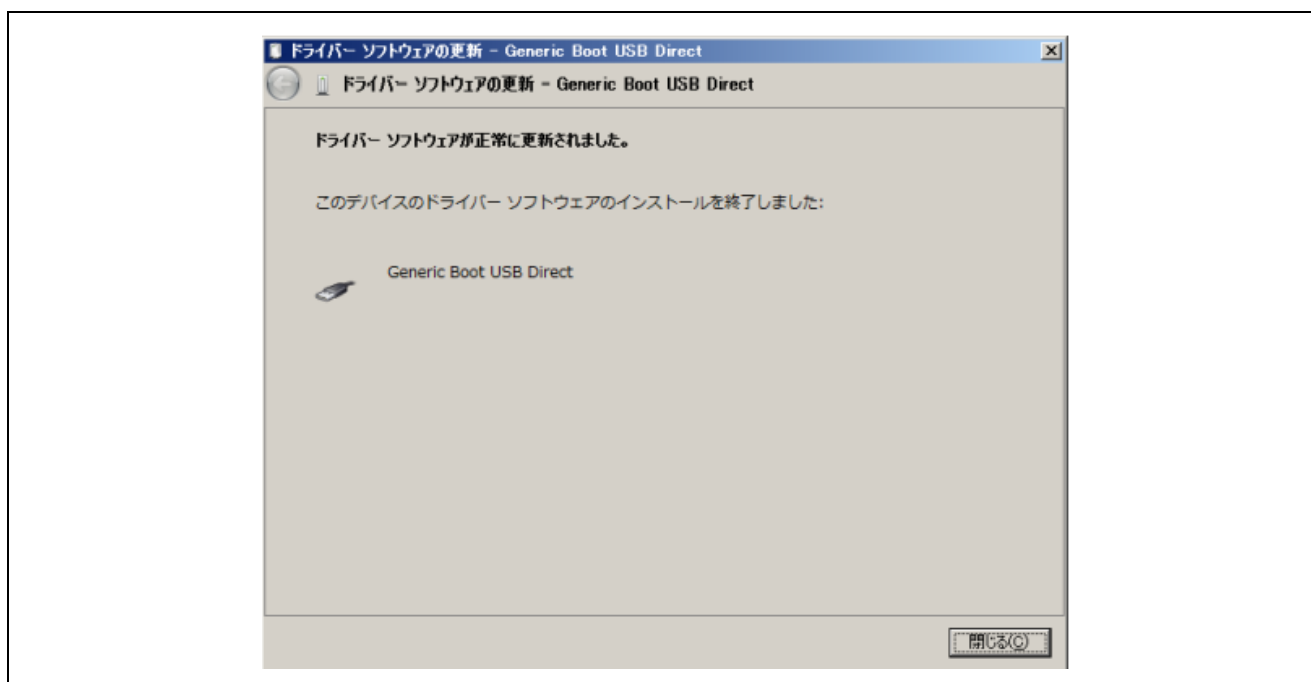 ドライバー ソフトウェアの更新 - Generic Boot USB Direct
ドライバー ソフトウェアの更新 - Generic Boot USB Direct
ドライバー ソフトウェアが正常に更新されました。
このデバイスのドライバー ソフトウェアのインストールを終了しました:
Generic Boot USB Direct
閉じる(C)